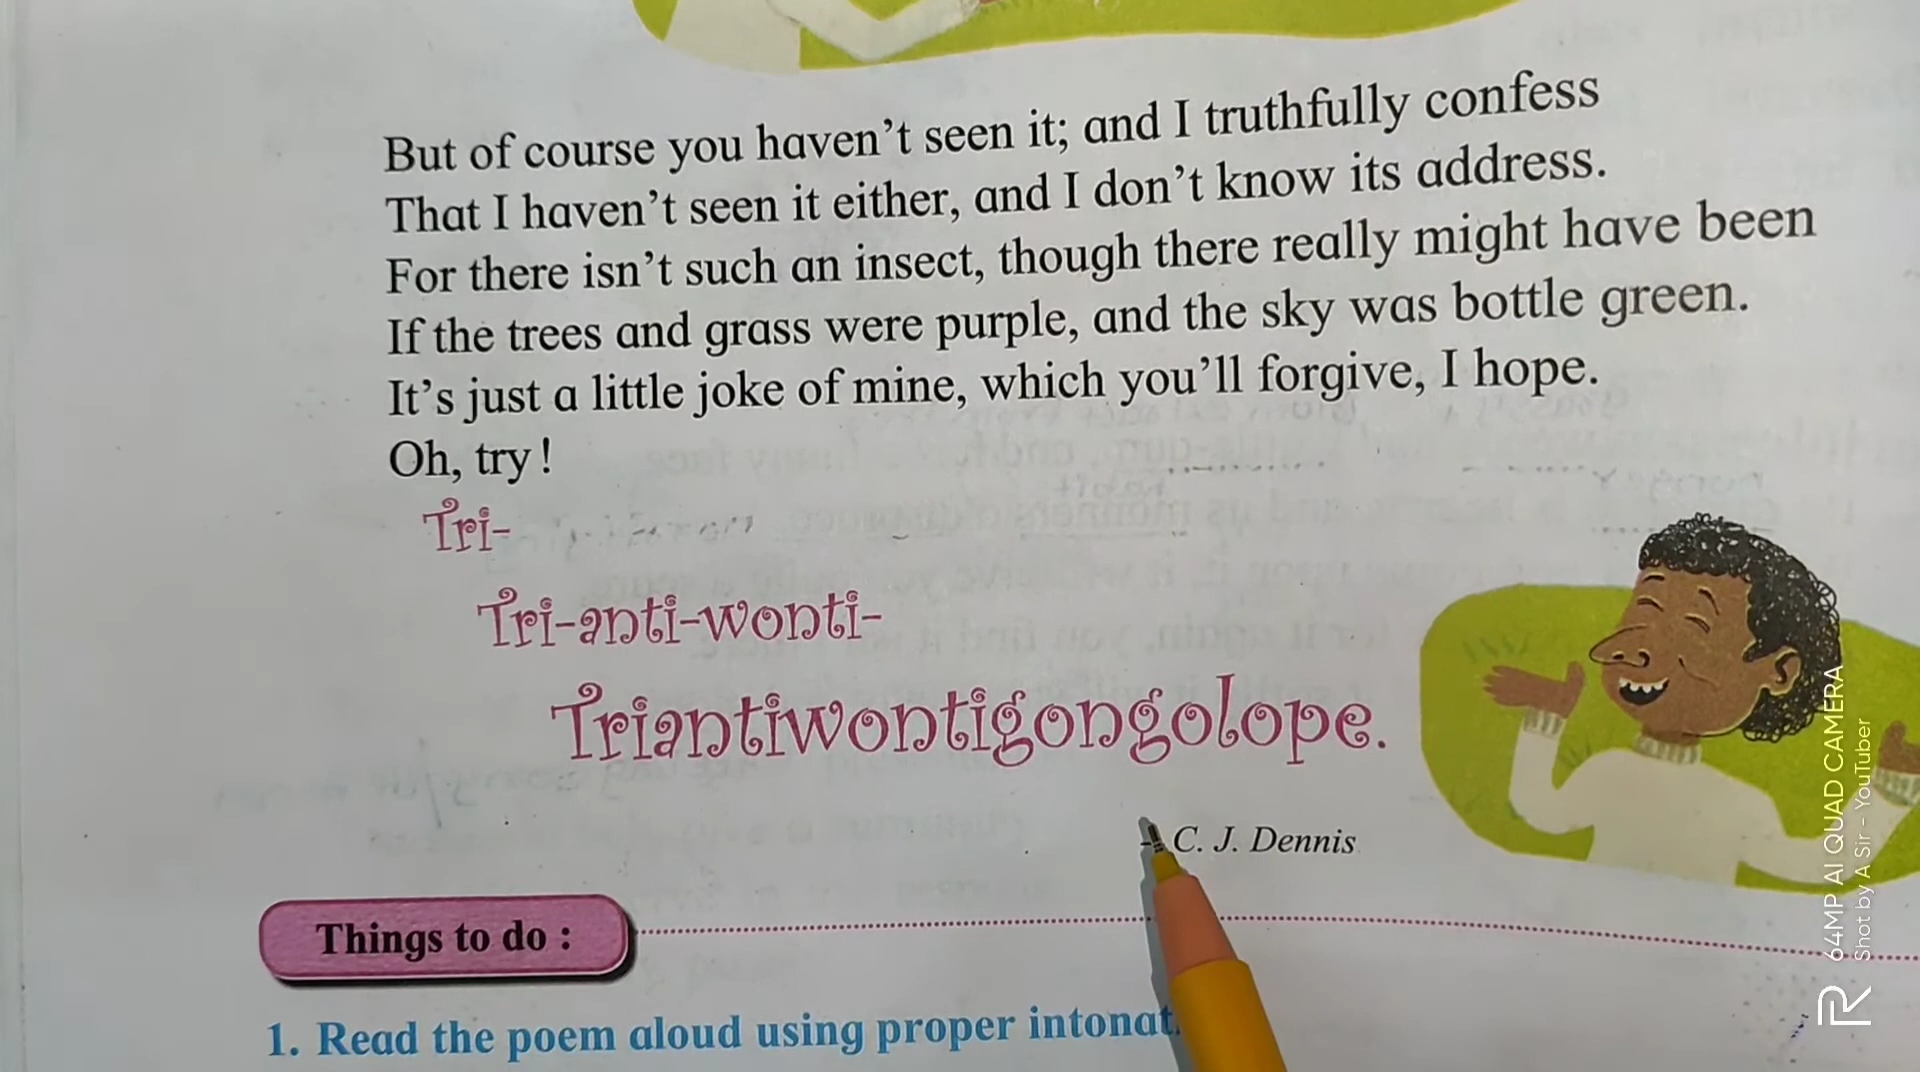 But of course you haven't seen it; and I truthfully confess
That I haven't seen it either, and I don't know its address.
For there isn't such an insect, though there really might have been
If the trees and grass were purple, and the sky was bottle green.
It's just a little joke of mine, which you'll forgive, I hope.
Oh, try !
Tri-
Tri-anti-wonti-
Triantiwontigongolope.
- C. J. Dennis
Things to do :
1. Read the poem aloud using proper
64MP AI QUAD CAMERA
Shot by A Sir - YouTuber
R